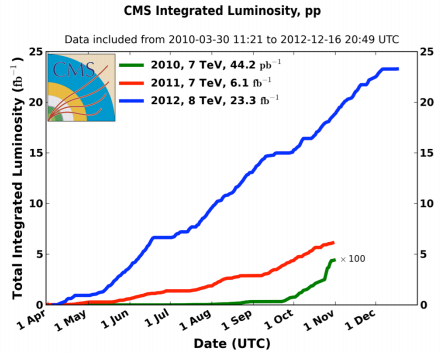 CMS Integrated Luminosity, pp
Data included from 2010-03-30 11:21 to 2012-12-16 20:49 UTC
CMS
2010, 7 TeV, 44.2 pb⁻¹
2011, 7 TeV, 6.1 fb⁻¹
2012, 8 TeV, 23.3 fb⁻¹
Total Integrated Luminosity (fb⁻¹)
25 25
20 20
15 15
10 10
5 5
0 0
× 100
1 Apr 1 May 1 Jun 1 Jul 1 Aug 1 Sep 1 Oct 1 Nov 1 Dec
Date (UTC)